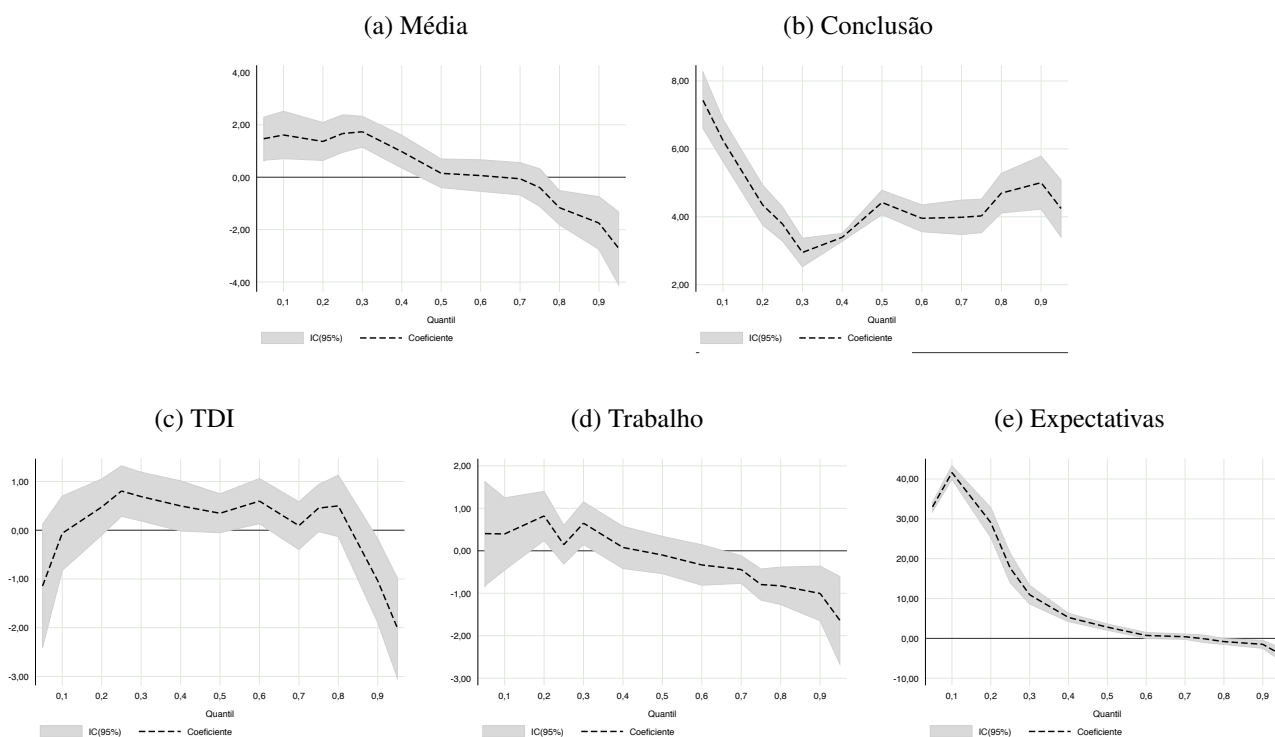 (a) Média
4,00
2,00
0,00
-2,00
-4,00
0,1 0,2 0,3 0,4 0,5 0,6 0,7 0,8 0,9
Quantil
IC(95%) Coeficiente
(b) Conclusão
8,00
6,00
4,00
2,00
0,1 0,2 0,3 0,4 0,5 0,6 0,7 0,8 0,9
Quantil
IC(95%) Coeficiente
(c) TDI
1,00
0,00
-1,00
-2,00
-3,00
0,1 0,2 0,3 0,4 0,5 0,6 0,7 0,8 0,9
Quantil
IC(95%) Coeficiente
(d) Trabalho
2,00
1,00
0,00
-1,00
-2,00
-3,00
0,1 0,2 0,3 0,4 0,5 0,6 0,7 0,8 0,9
Quantil
IC(95%) Coeficiente
(e) Expectativas
40,00
30,00
20,00
10,00
0,00
-10,00
0,1 0,2 0,3 0,4 0,5 0,6 0,7 0,8 0,9
Quantil
IC(95%) Coeficiente